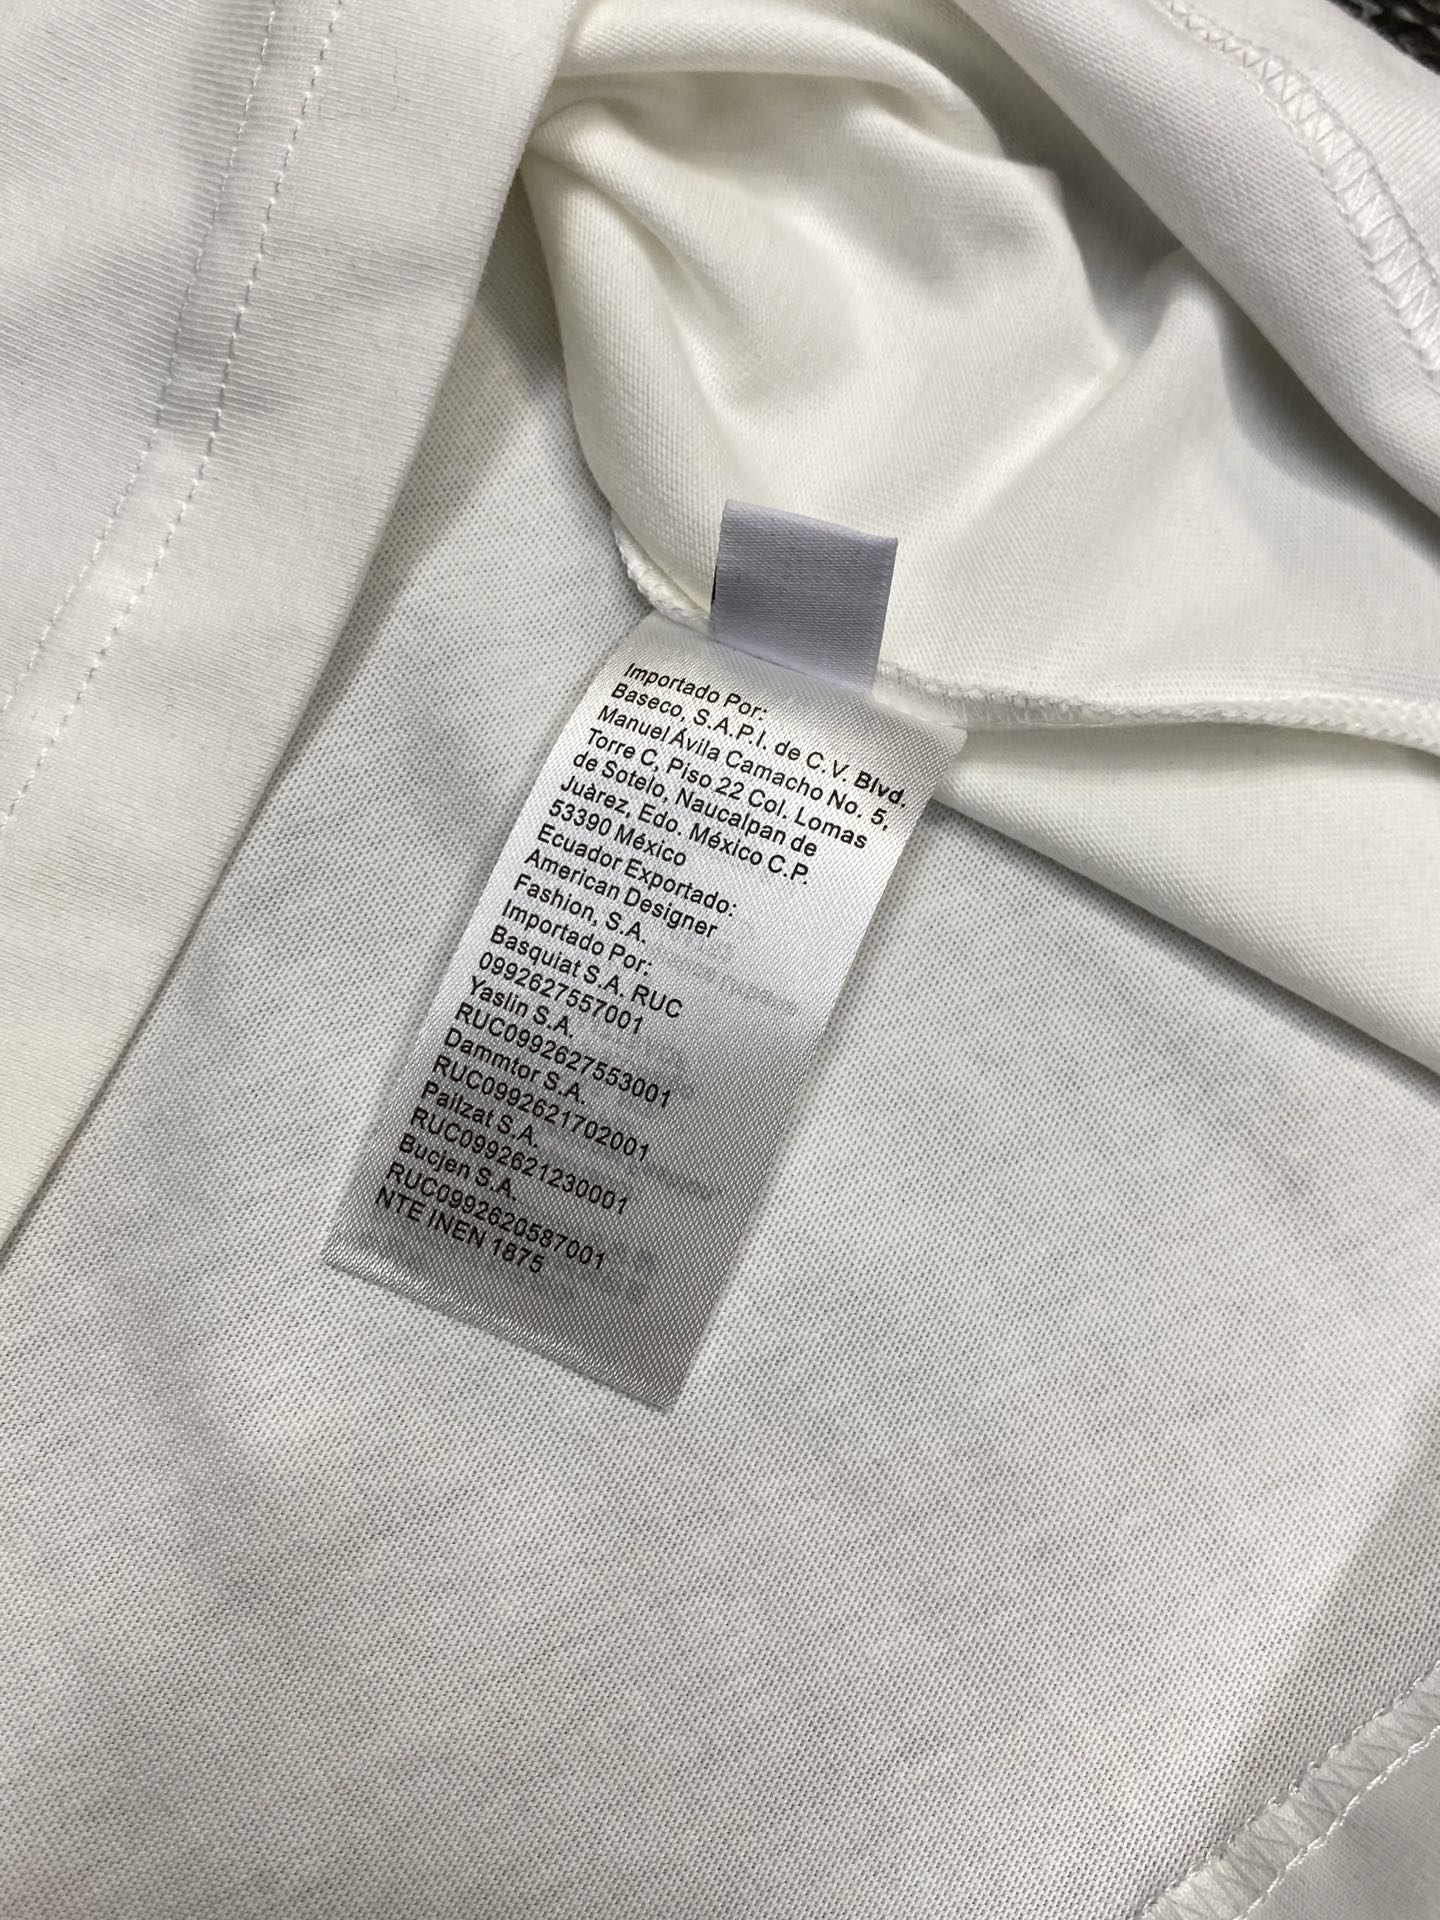 Importado Por:
Baseco, S.A.P.I. de C.V. Blvd.
Manuel Ávila Camacho No. 5,
Torre C, Piso 22 Col. Lomas
de Sotelo, Naucalpan de
Juàrez, Edo. México C.P.
53390 México
Ecuador Exportado:
American Designer
Fashion, S.A.
Importado Por:
Basquiat S.A. RUC
0992627557001
Yaslin S.A.
RUC0992627553001
Dammtor S.A.
RUC0992621702001
Pailzat S.A.
RUC0992621230001
Bucjen S.A.
RUC0992620587001
NTE INEN 1875